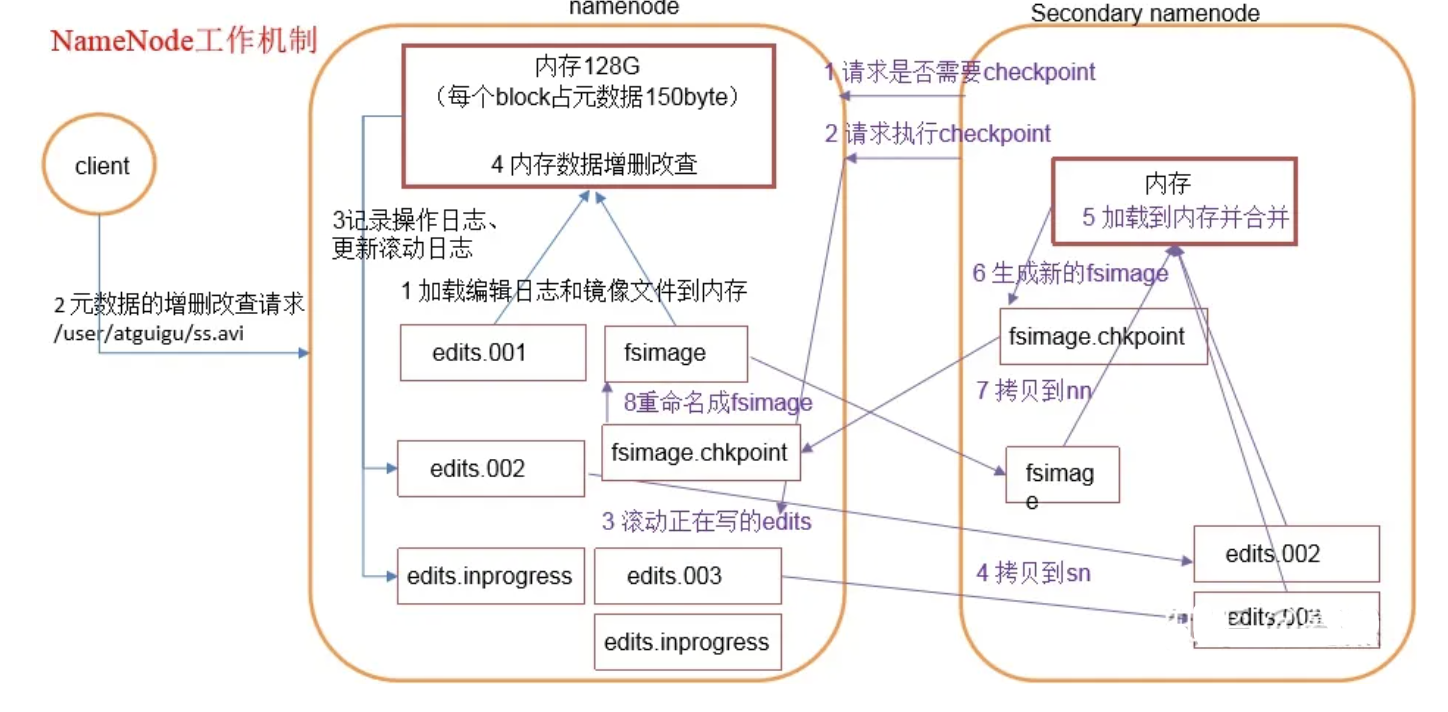 namenode
Secondary namenode
NameNode工作机制
内存128G
（每个block占元数据150byte）
4 内存数据增删改查
1 请求是否需要checkpoint
2 请求执行checkpoint
client
内存
5 加载到内存并合并
3记录操作日志、
更新滚动日志
6 生成新的fsimage
1 加载编辑日志和镜像文件到内存
2 元数据的增删改查请求
/user/atguigu/ss.avi
edits.001
fsimage
fsimage.chkpoint
8重命名成fsimage
7 拷贝到nn
edits.002
fsimage.chkpoint
fsimag
e
3 滚动正在写的edits
edits.002
edits.inprogress
edits.003
4 拷贝到sn
edits.inprogress